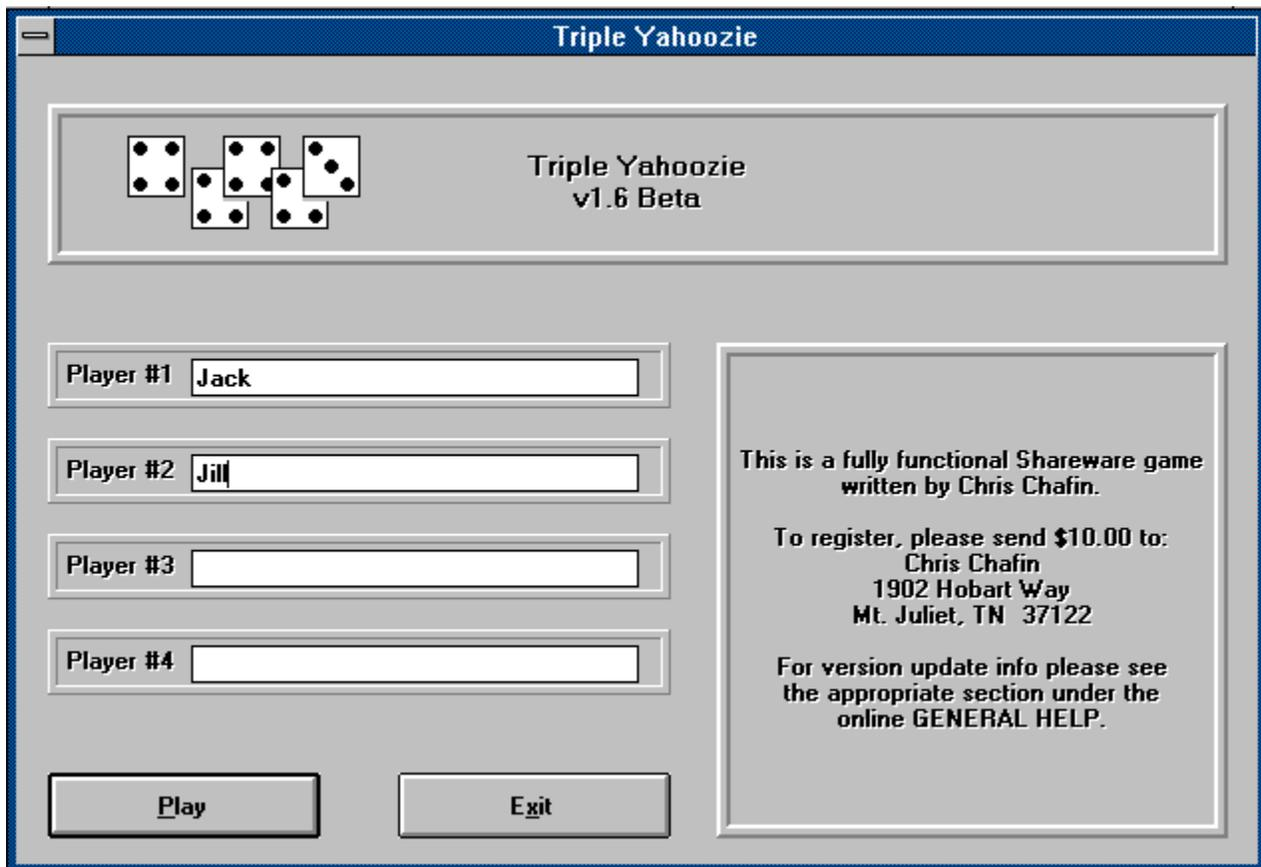 Triple Yahoozie
Triple Yahoozie
v1.6 Beta
Player #1 Jack
Player #2 Jill
Player #3
Player #4
Play
Exit
This is a fully functional Shareware game
written by Chris Chafin.
To register, please send $10.00 to:
Chris Chafin
1902 Hobart Way
Mt. Juliet, TN 37122
For version update info please see
the appropriate section under the
online GENERAL HELP.